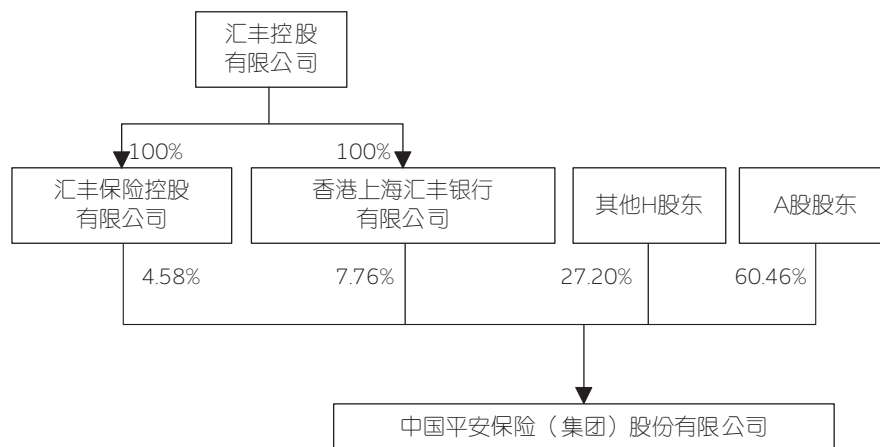 汇丰控股
有限公司
100%
100%
汇丰保险控股
有限公司
香港上海汇丰银行
有限公司
其他H股东
A股股东
4.58%
7.76%
27.20%
60.46%
中国平安保险（集团）股份有限公司